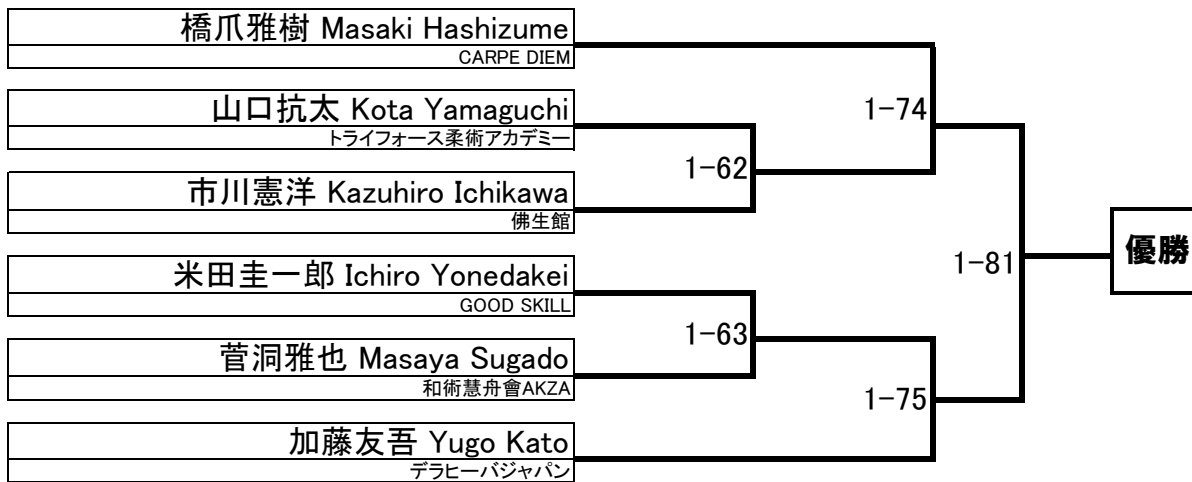 橋爪雅樹 Masaki Hashizume
CARPE DIEM
山口抗太 Kota Yamaguchi
トライフォース柔術アカデミー
市川憲洋 Kazuhiro Ichikawa
佛生館
米田圭一郎 Ichiro Yonedakei
GOOD SKILL
菅洞雅也 Masaya Sugado
和術慧舟會AKZA
加藤友吾 Yugo Kato
デラヒーバジャパン
1-62
1-63
1-74
1-75
1-81
優勝